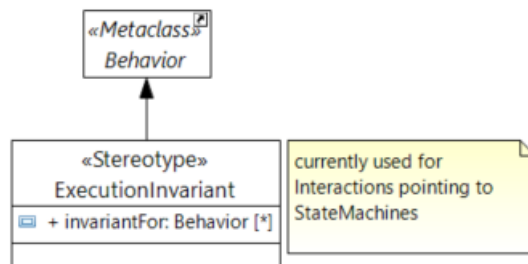 «Metaclass»
Behavior
«Stereotype»
ExecutionInvariant
+ invariantFor: Behavior [*]
currently used for
Interactions pointing to
StateMachines